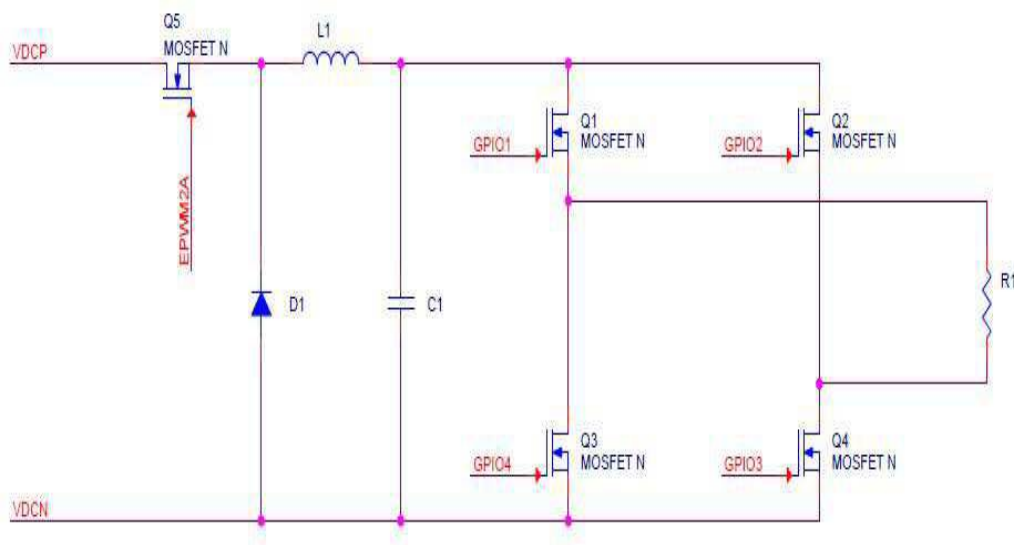 Q5
MOSFET N
L1
VDCP
Q1
MOSFET N
Q2
MOSFET N
GPIO1
GPIO2
EPWM2A
D1
C1
R1
Q3
MOSFET N
Q4
MOSFET N
GPIO4
GPIO3
VDCN